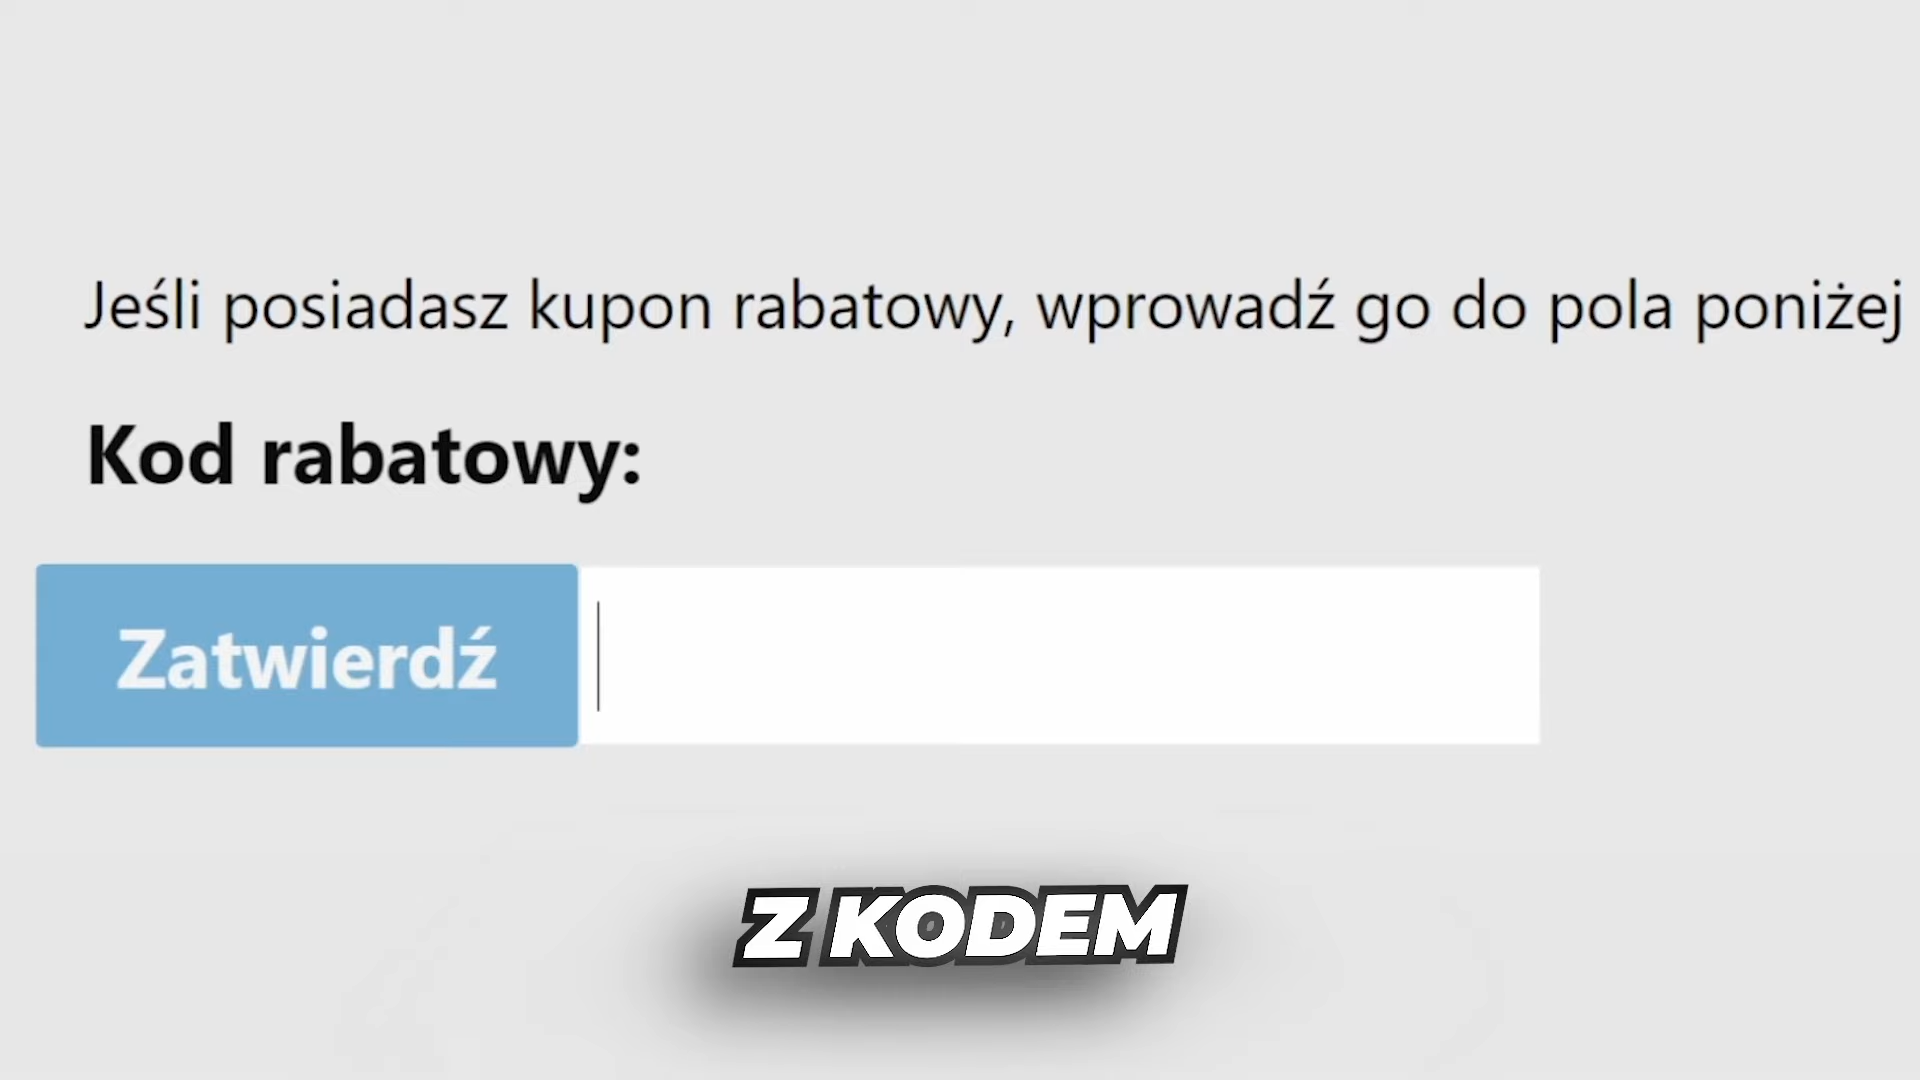 Jeśli posiadasz kupon rabatowy, wprowadź go do pola poniżej
Kod rabatowy:
Zatwierdź
Z KODEM